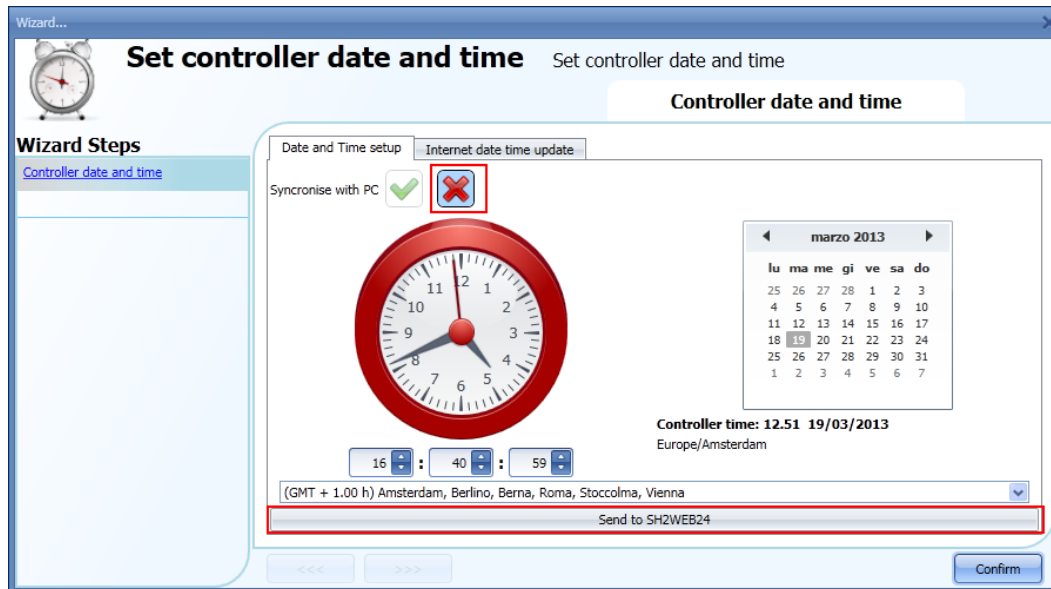 Wizard...
Set controller date and time Set controller date and time
Controller date and time
Wizard Steps
Controller date and time
Date and Time setup Internet date time update
Syncronise with PC
12
1
2
3
4
5
6
7
8
9
10
11
marzo 2013
lu ma me gi ve sa do
25 26 27 28 1 2 3
4 5 6 7 8 9 10
11 12 13 14 15 16 17
18 19 20 21 22 23 24
25 26 27 28 29 30 31
1 2 3 4 5 6 7
Controller time: 12.51 19/03/2013
Europe/Amsterdam
16 : 40 : 59
(GMT + 1.00 h) Amsterdam, Berlino, Berna, Roma, Stoccolma, Vienna
Send to SH2WEB24
<<< >>> Confirm